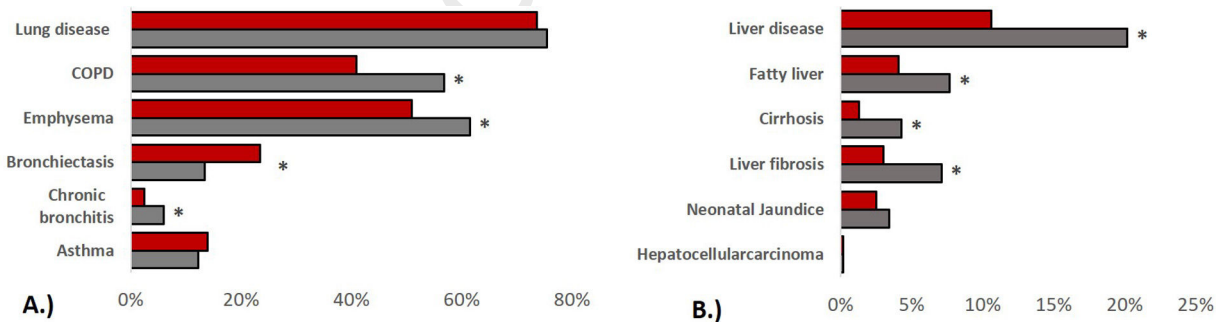 Lung disease
COPD
*
Emphysema
*
Bronchiectasis
*
Chronic
bronchitis
*
Asthma
0% 20% 40% 60% 80%
A.)
Liver disease
*
Fatty liver
*
Cirrhosis
*
Liver fibrosis
*
Neonatal Jaundice
Hepatocellularcarcinoma
0% 5% 10% 15% 20% 25%
B.)